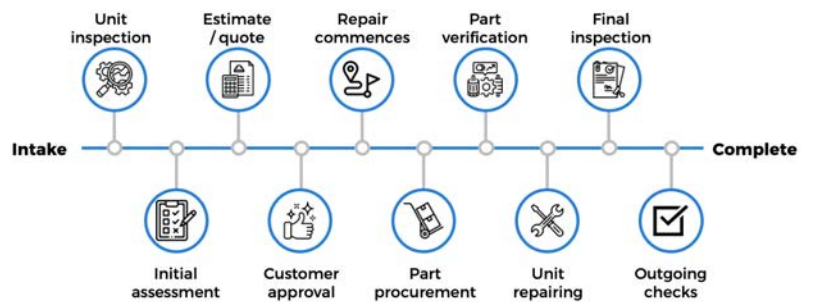 Unit
inspection
Estimate
/ quote
Repair
commences
Part
verification
Final
inspection
Intake
Complete
Initial
assessment
Customer
approval
Part
procurement
Unit
repairing
Outgoing
checks